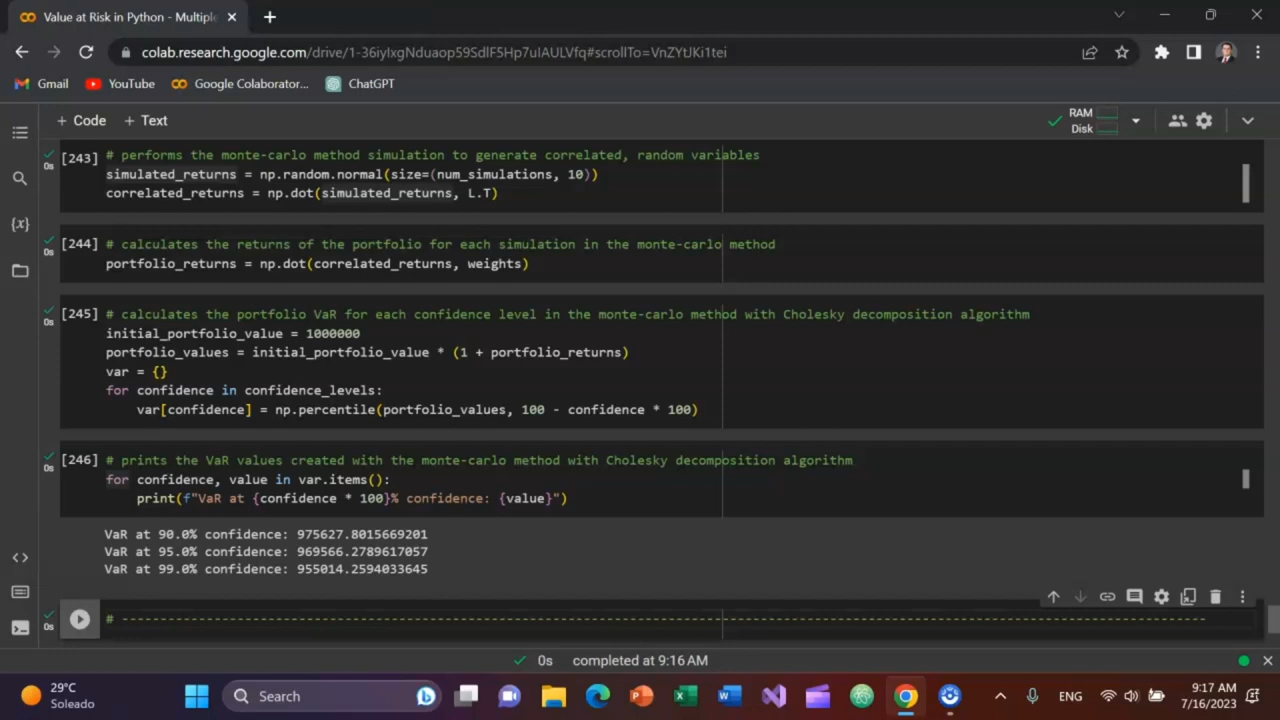 Value at Risk in Python - Multiple
colab.research.google.com/drive/1-36iylxgNduaop59SdlF5Hp7uIAULVfq#scrollTo=VnZYtJKi1tei
Gmail YouTube Google Colaborator... ChatGPT
+ Code + Text
RAM
Disk
[243] # performs the monte-carlo method simulation to generate correlated, random variables
0s
simulated_returns = np.random.normal(size=(num_simulations, 10))
correlated_returns = np.dot(simulated_returns, L.T)
[244] # calculates the returns of the portfolio for each simulation in the monte-carlo method
0s
portfolio_returns = np.dot(correlated_returns, weights)
[245] # calculates the portfolio VaR for each confidence level in the monte-carlo method with Cholesky decomposition algorithm
0s
initial_portfolio_value = 1000000
portfolio_values = initial_portfolio_value * (1 + portfolio_returns)
var = {}
for confidence in confidence_levels:
    var[confidence] = np.percentile(portfolio_values, 100 - confidence * 100)
[246] # prints the VaR values created with the monte-carlo method with Cholesky decomposition algorithm
0s
for confidence, value in var.items():
    print(f"VaR at {confidence * 100}% confidence: {value}")
VaR at 90.0% confidence: 975627.8015669201
VaR at 95.0% confidence: 969566.2789617057
VaR at 99.0% confidence: 955014.2594033645
0s
# ---------------------------------------------------------------------------------------------------------------------------------------------
0s completed at 9:16 AM
29°C
Soleado
Search
ENG
9:17 AM
7/16/2023